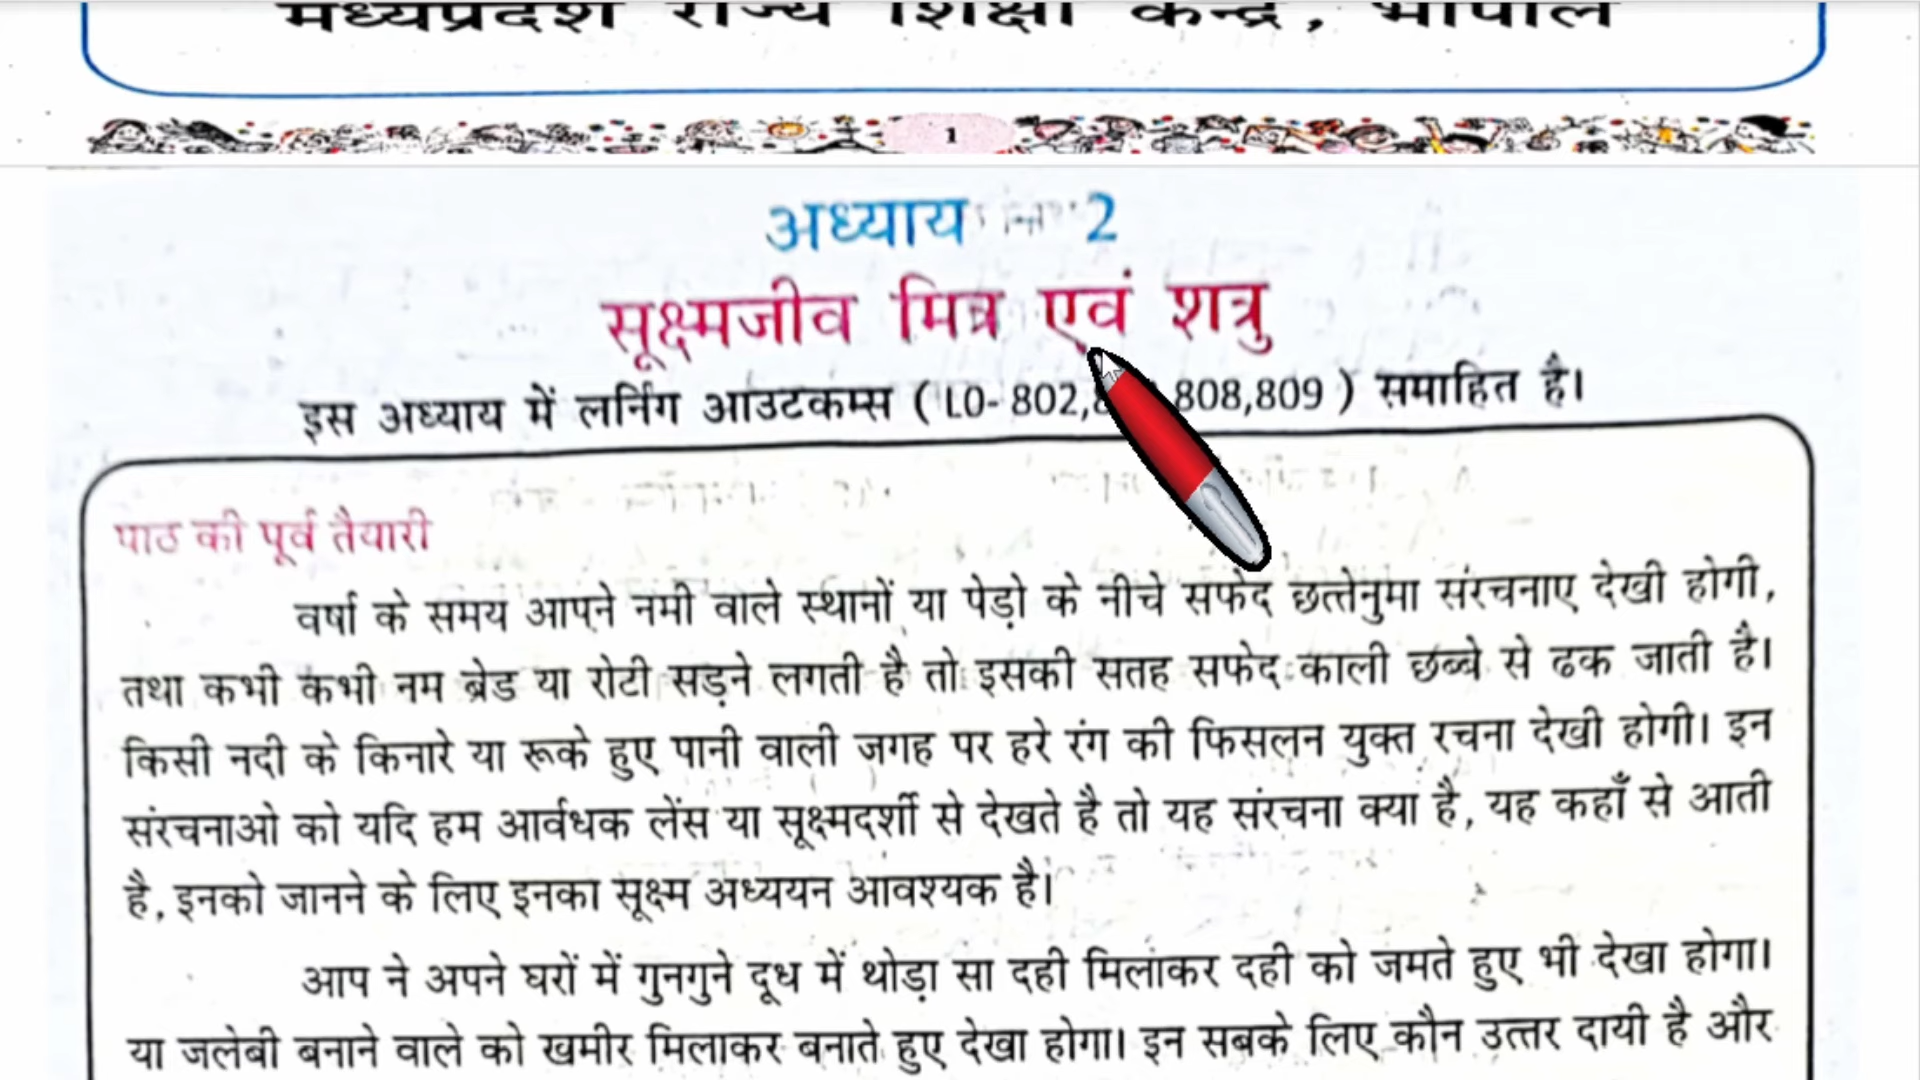 मध्यप्रदेश राज्य शिक्षा केन्द्र, भोपाल
1
अध्याय 2
सूक्ष्मजीव मित्र एवं शत्रु
इस अध्याय में लर्निंग आउटकम्स ( LO- 802, 808,809 ) समाहित है।
पाठ की पूर्व तैयारी
वर्षा के समय आपने नमी वाले स्थानों या पेड़ो के नीचे सफेद छत्तेनुमा संरचनाए देखी होगी,
तथा कभी कभी नम ब्रेड या रोटी सड़ने लगती है तो इसकी सतह सफेद काली छब्बे से ढक जाती है।
किसी नदी के किनारे या रूके हुए पानी वाली जगह पर हरे रंग की फिसलन युक्त रचना देखी होगी। इन
संरचनाओ को यदि हम आर्वधक लेंस या सूक्ष्मदर्शी से देखते है तो यह संरचना क्या है, यह कहाँ से आती
है, इनको जानने के लिए इनका सूक्ष्म अध्ययन आवश्यक है।
आप ने अपने घरों में गुनगुने दूध में थोड़ा सा दही मिलाकर दही को जमते हुए भी देखा होगा।
या जलेबी बनाने वाले को खमीर मिलाकर बनाते हुए देखा होगा। इन सबके लिए कौन उत्तर दायी है और